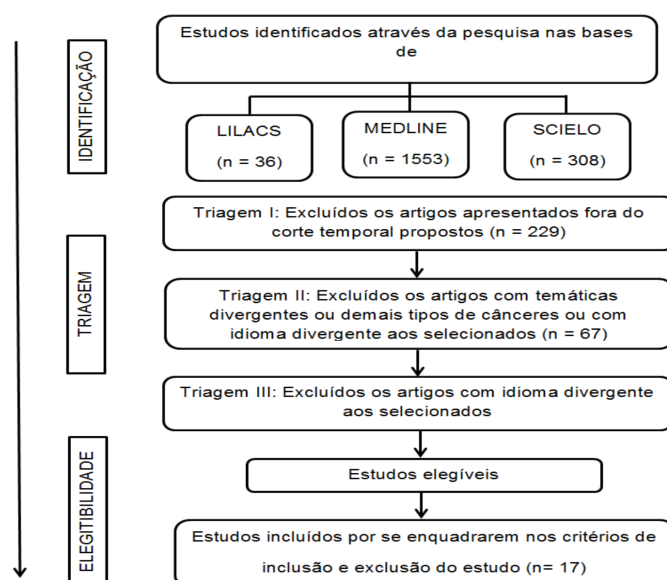 IDENTIFICAÇÃO
Estudos identificados através da pesquisa nas bases
de
LILACS
(n = 36)
MEDLINE
(n = 1553)
SCIELO
(n = 308)
TRIAGEM
Triagem I: Excluídos os artigos apresentados fora do
corte temporal propostos (n = 229)
Triagem II: Excluídos os artigos com temáticas
divergentes ou demais tipos de cânceres ou com
idioma divergente aos selecionados (n = 67)
Triagem III: Excluídos os artigos com idioma divergente
aos selecionados
ELEGITIBILIDADE
Estudos elegíveis
Estudos incluídos por se enquadrarem nos critérios de
inclusão e exclusão do estudo (n= 17)